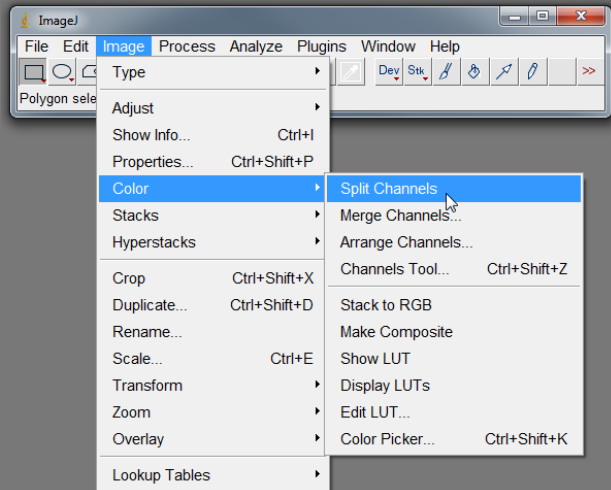 ImageJ
File Edit Image Process Analyze Plugins Window Help
Dev Stk >>
Polygon sele
Type
Adjust
Show Info... Ctrl+I
Properties... Ctrl+Shift+P
Color
Stacks
Hyperstacks
Crop Ctrl+Shift+X
Duplicate... Ctrl+Shift+D
Rename...
Scale... Ctrl+E
Transform
Zoom
Overlay
Lookup Tables
Split Channels
Merge Channels...
Arrange Channels...
Channels Tool... Ctrl+Shift+Z
Stack to RGB
Make Composite
Show LUT
Display LUTs
Edit LUT...
Color Picker... Ctrl+Shift+K